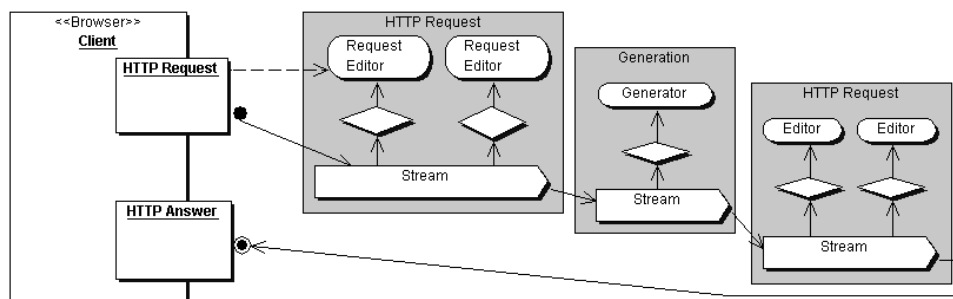 <<Browser>>
Client
HTTP Request
HTTP Answer
HTTP Request
Request
Editor
Request
Editor
Stream
Generation
Generator
Stream
HTTP Request
Editor
Editor
Stream